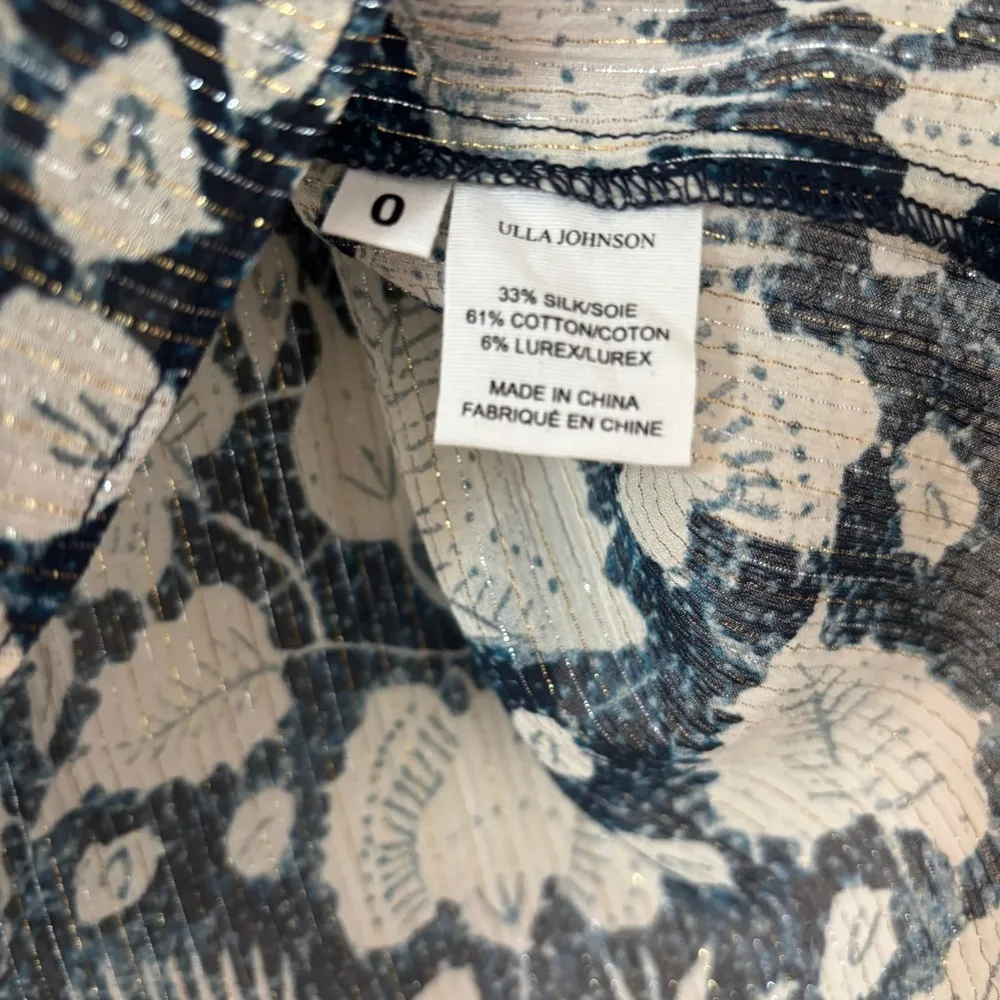 0
ULLA JOHNSON
33% SILK/SOIE
61% COTTON/COTON
6% LUREX/LUREX
MADE IN CHINA
FABRIQUÉ EN CHINE